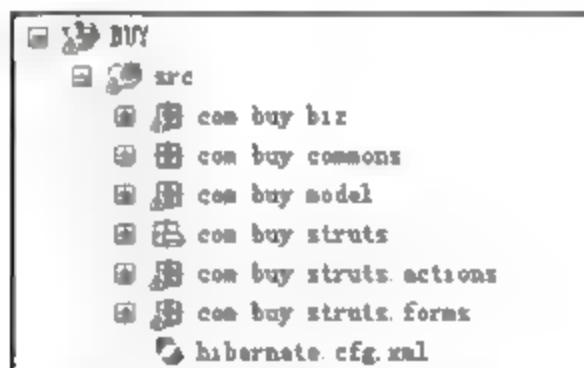 BUY
src
com buy biz
com buy commons
com buy model
com buy struts
com buy struts.actions
com buy struts.forms
hibernate.cfg.xml